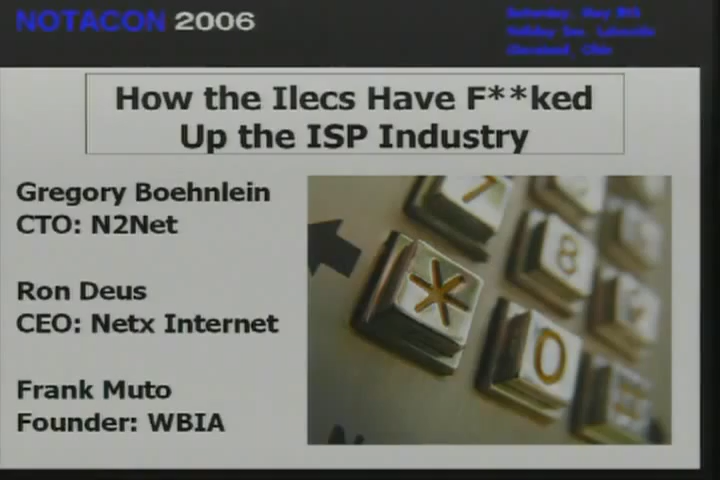 NOTACON 2006
How the Ilecs Have F**ked
Up the ISP Industry
Gregory Boehnlein
CTO: N2Net
Ron Deus
CEO: Netx Internet
Frank Muto
Founder: WBIA
7
8
*
0
#